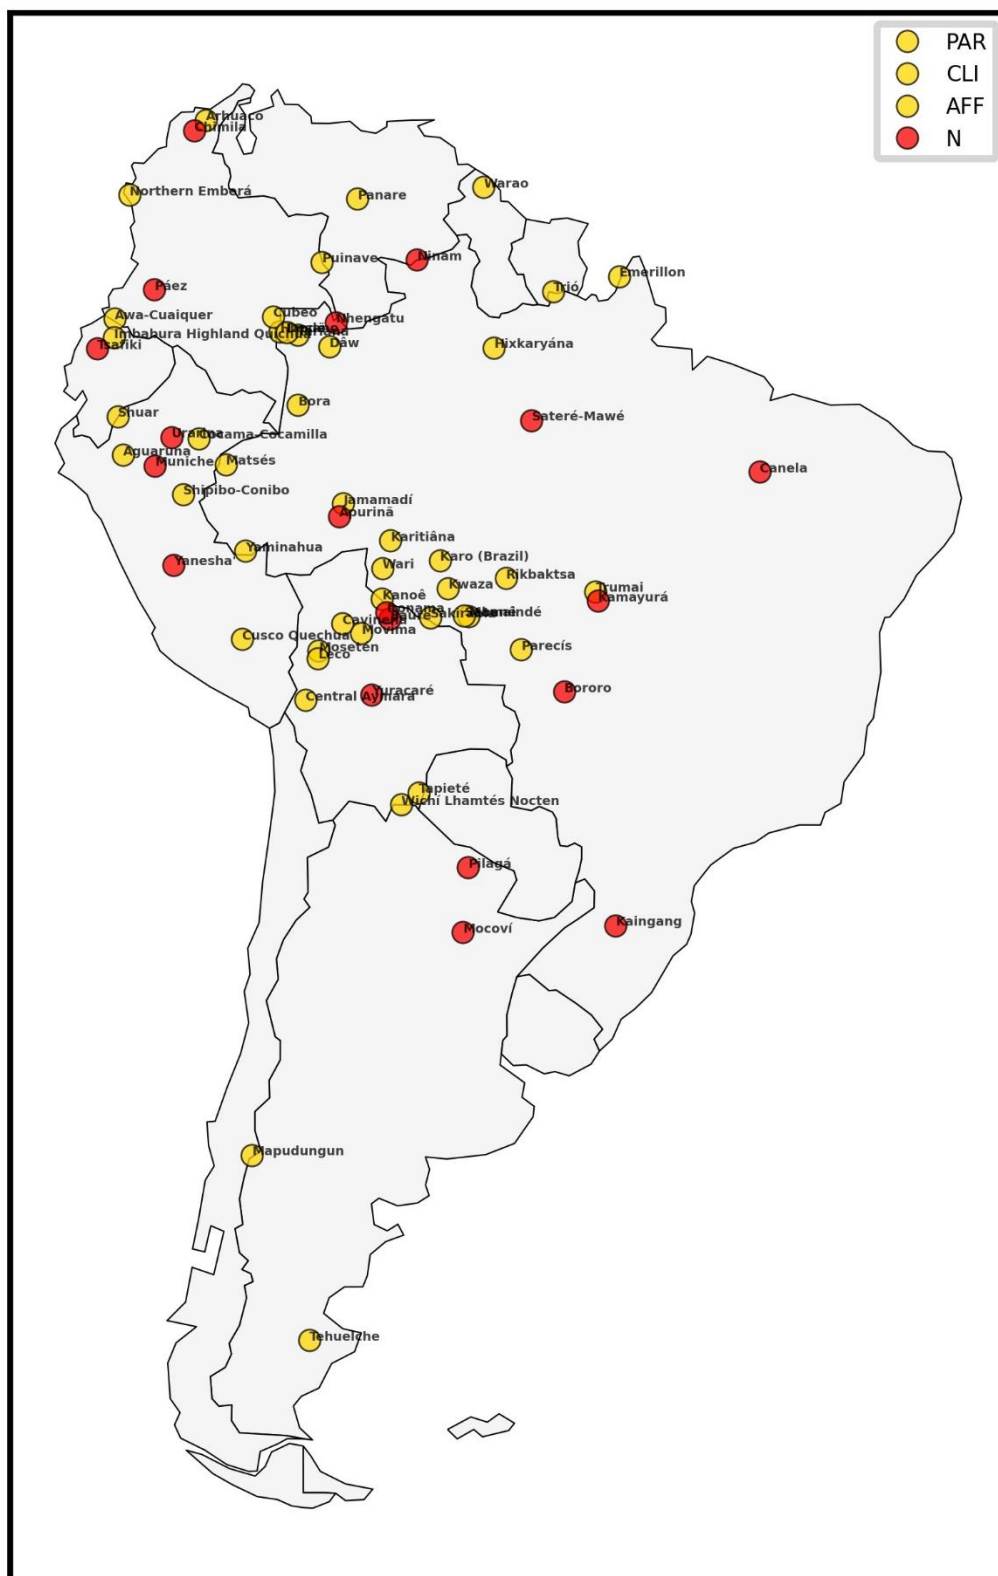 PAR
CLI
AFF
N
Arhuaco
Chimila
Northern Emberá
Panare
Warao
Puinave
Ninam
Emerillon
Páez
Trió
Awa-Cuaiquer
Cubeo
Nhengatu
Imbabura Highland Quichua
Tsafiki
Dâw
Hixkaryána
Bora
Shuar
Sateré-Mawé
Urarina
Cocama-Cocamilla
Aguaruna
Muniche
Matsés
Canela
Shipibo-Conibo
Jamamadí
Apurinã
Karitiâna
Yaminahua
Karo (Brazil)
Yanesha'
Wari
Rikbaktsa
Kwaza
Trumai
Kamayurá
Kanoê
Cavineña
Movima
Cusco Quechua
Mosetén
Leco
Parecís
Central Aymara
Yuracaré
Bororo
Tapieté
Wichí Lhamtés Nocten
Pilagá
Mocoví
Kaingang
Mapudungun
Tehuelche